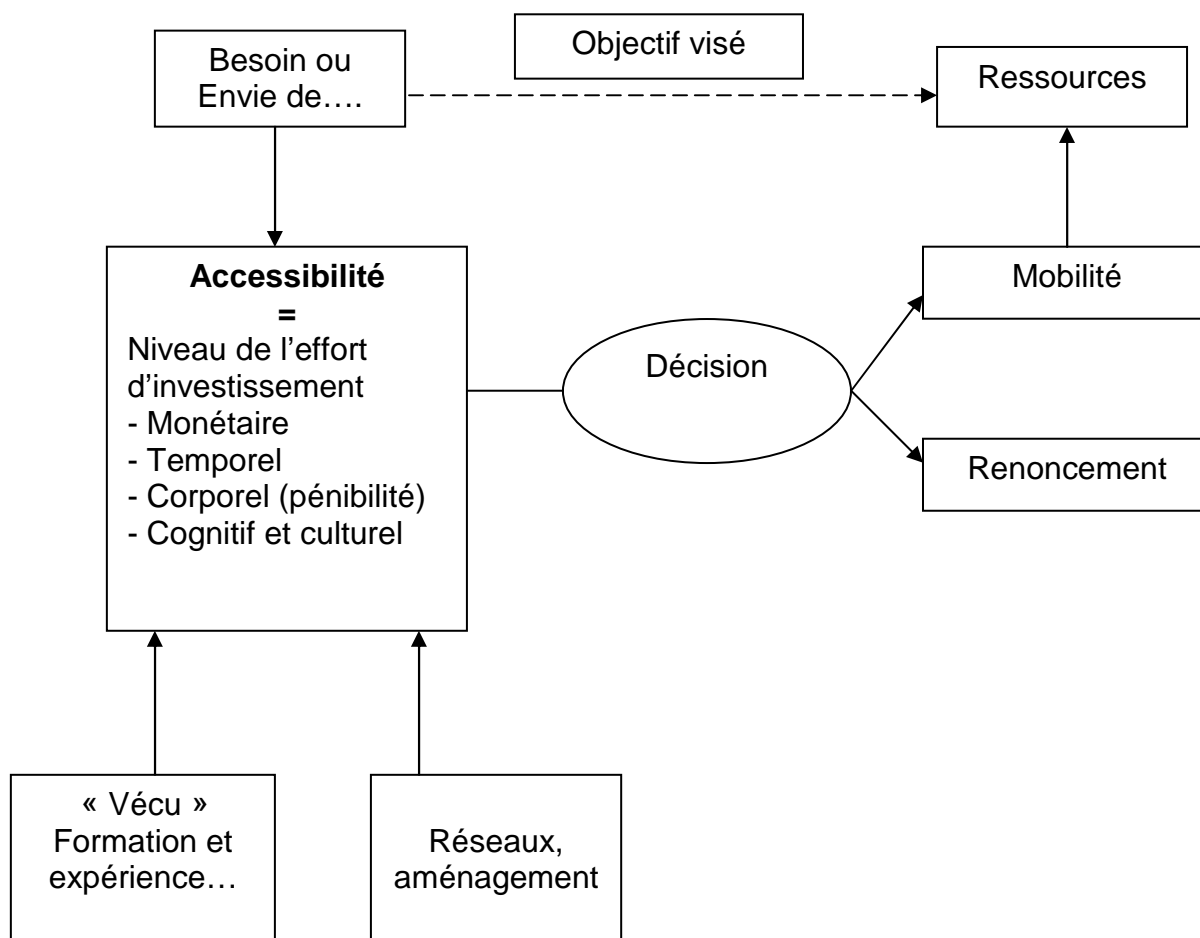 Besoin ou
Envie de….
Objectif visé
Ressources
Accessibilité
=
Niveau de l’effort
d’investissement
- Monétaire
- Temporel
- Corporel (pénibilité)
- Cognitif et culturel
Décision
Mobilité
Renoncement
« Vécu »
Formation et
expérience…
Réseaux,
aménagement